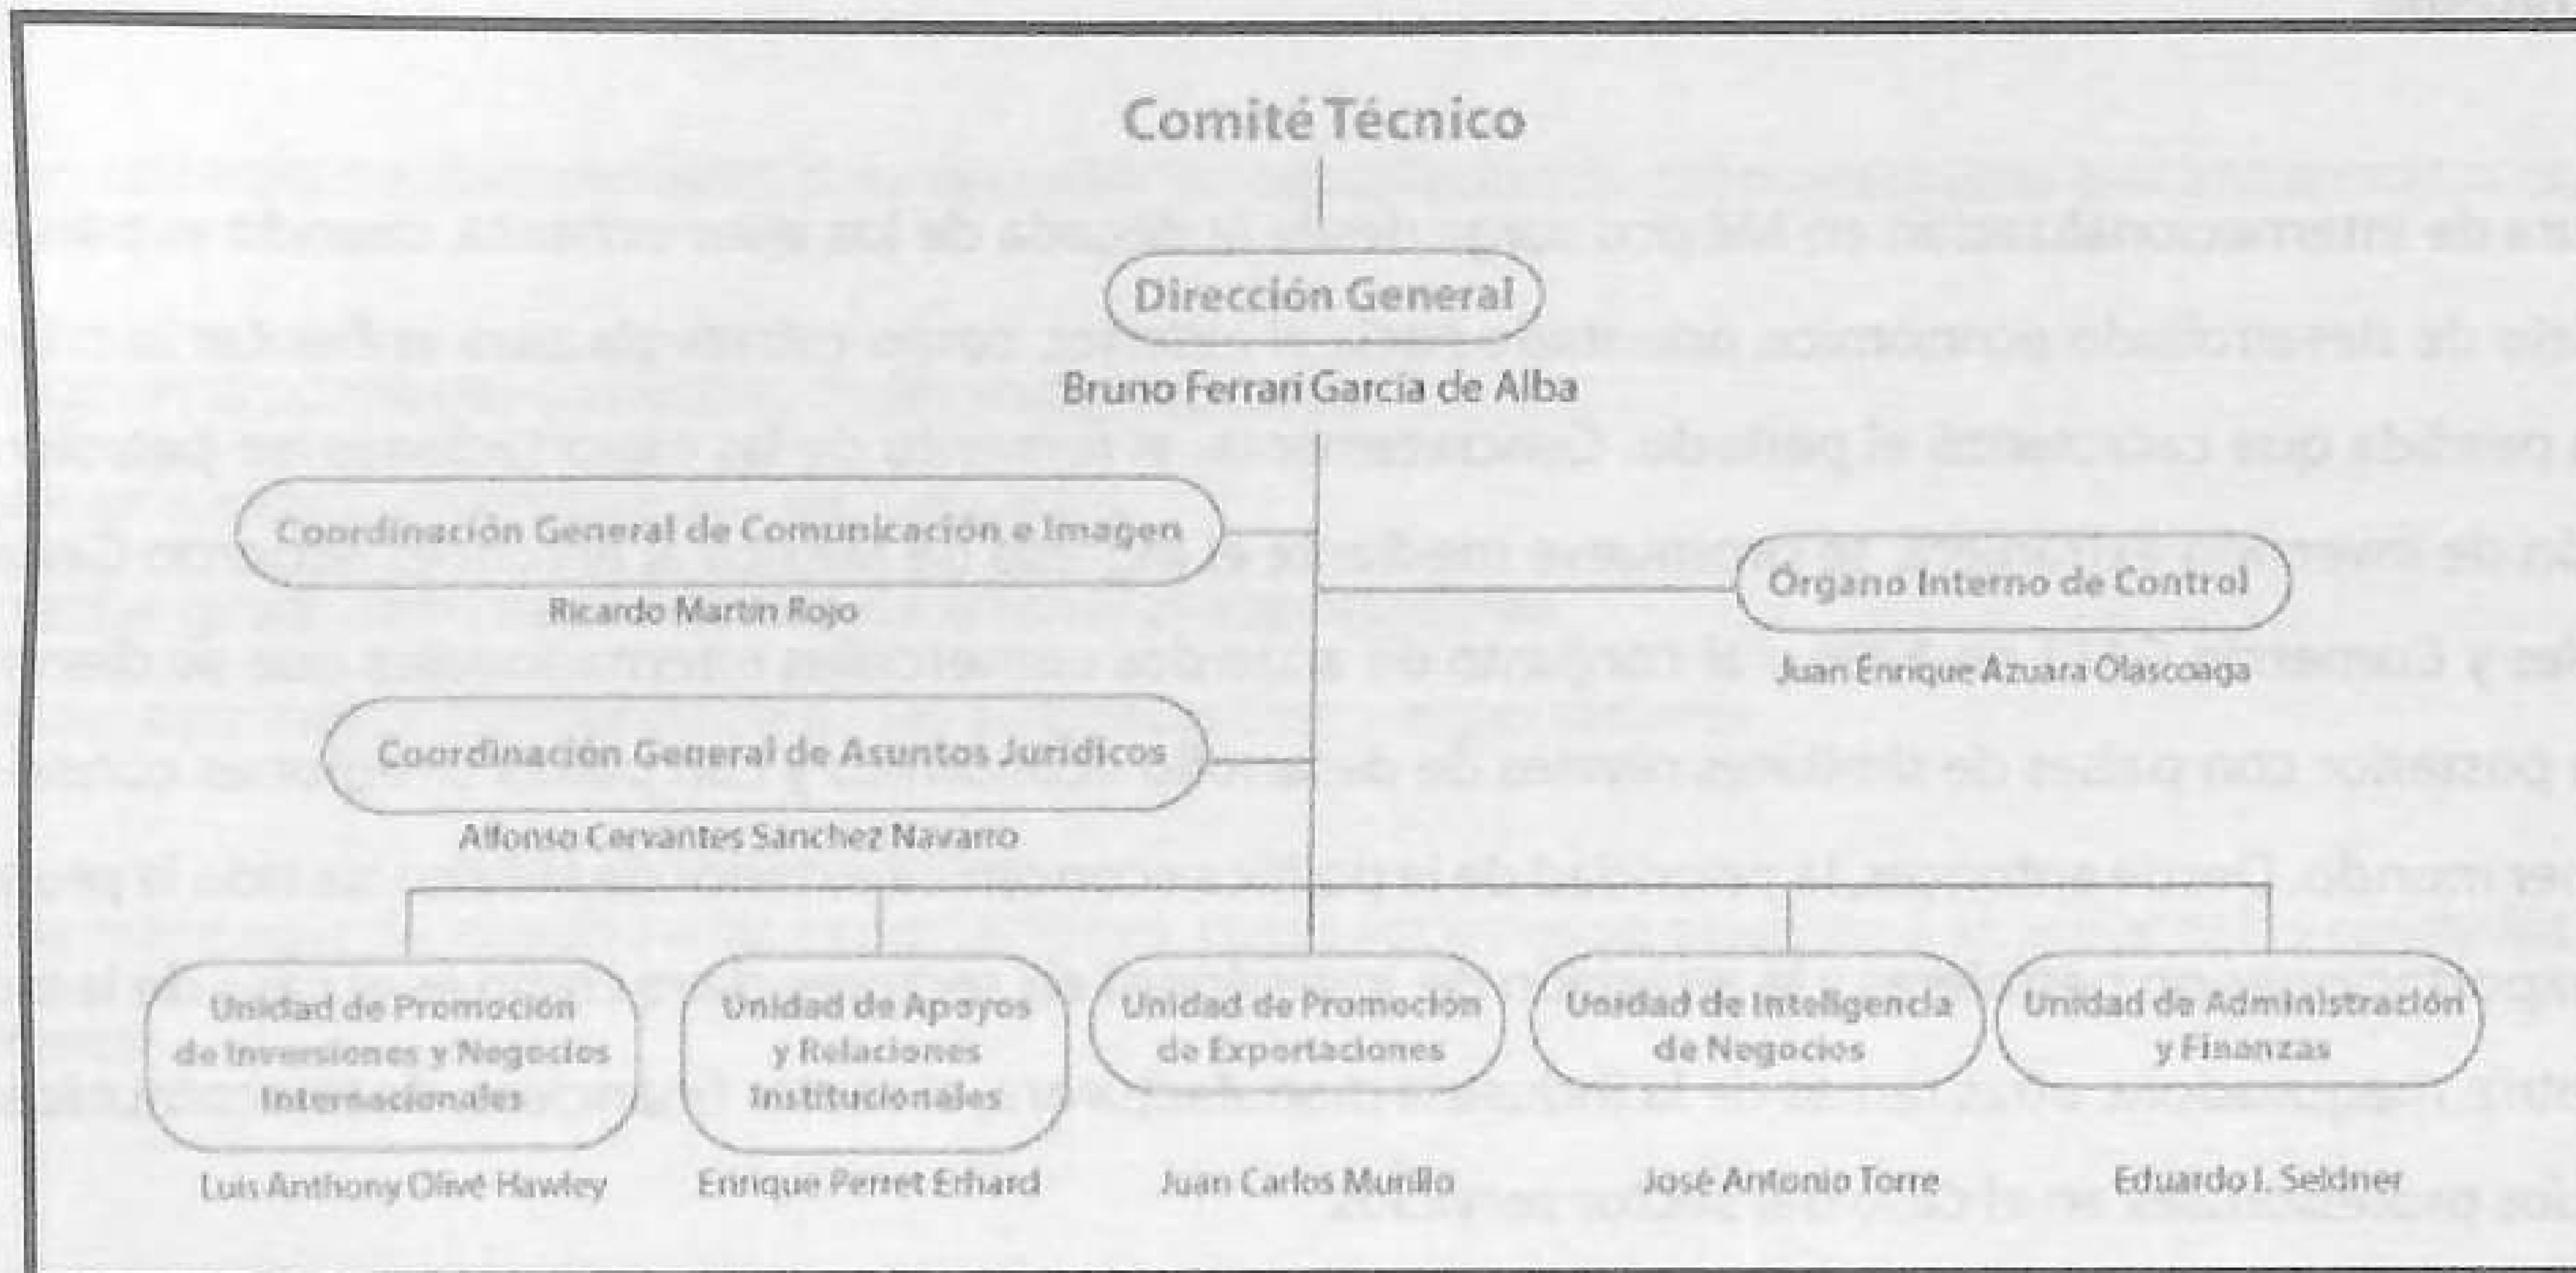 Comité Técnico
Dirección General
Bruno Ferrari García de Alba
Coordinación General de Comunicación e Imagen
Ricardo Martín Rojo
Órgano Interno de Control
Juan Enrique Azuara Olascoaga
Coordinación General de Asuntos Jurídicos
Alfonso Cervantes Sánchez Navarro
Unidad de Promoción
de Inversiones y Negocios
Internacionales
Luis Anthony Olivé Hawley
Unidad de Apoyos
y Relaciones
Institucionales
Enrique Perret Erhard
Unidad de Promoción
de Exportaciones
Juan Carlos Murillo
Unidad de Inteligencia
de Negocios
José Antonio Torre
Unidad de Administración
y Finanzas
Eduardo I. Seldner